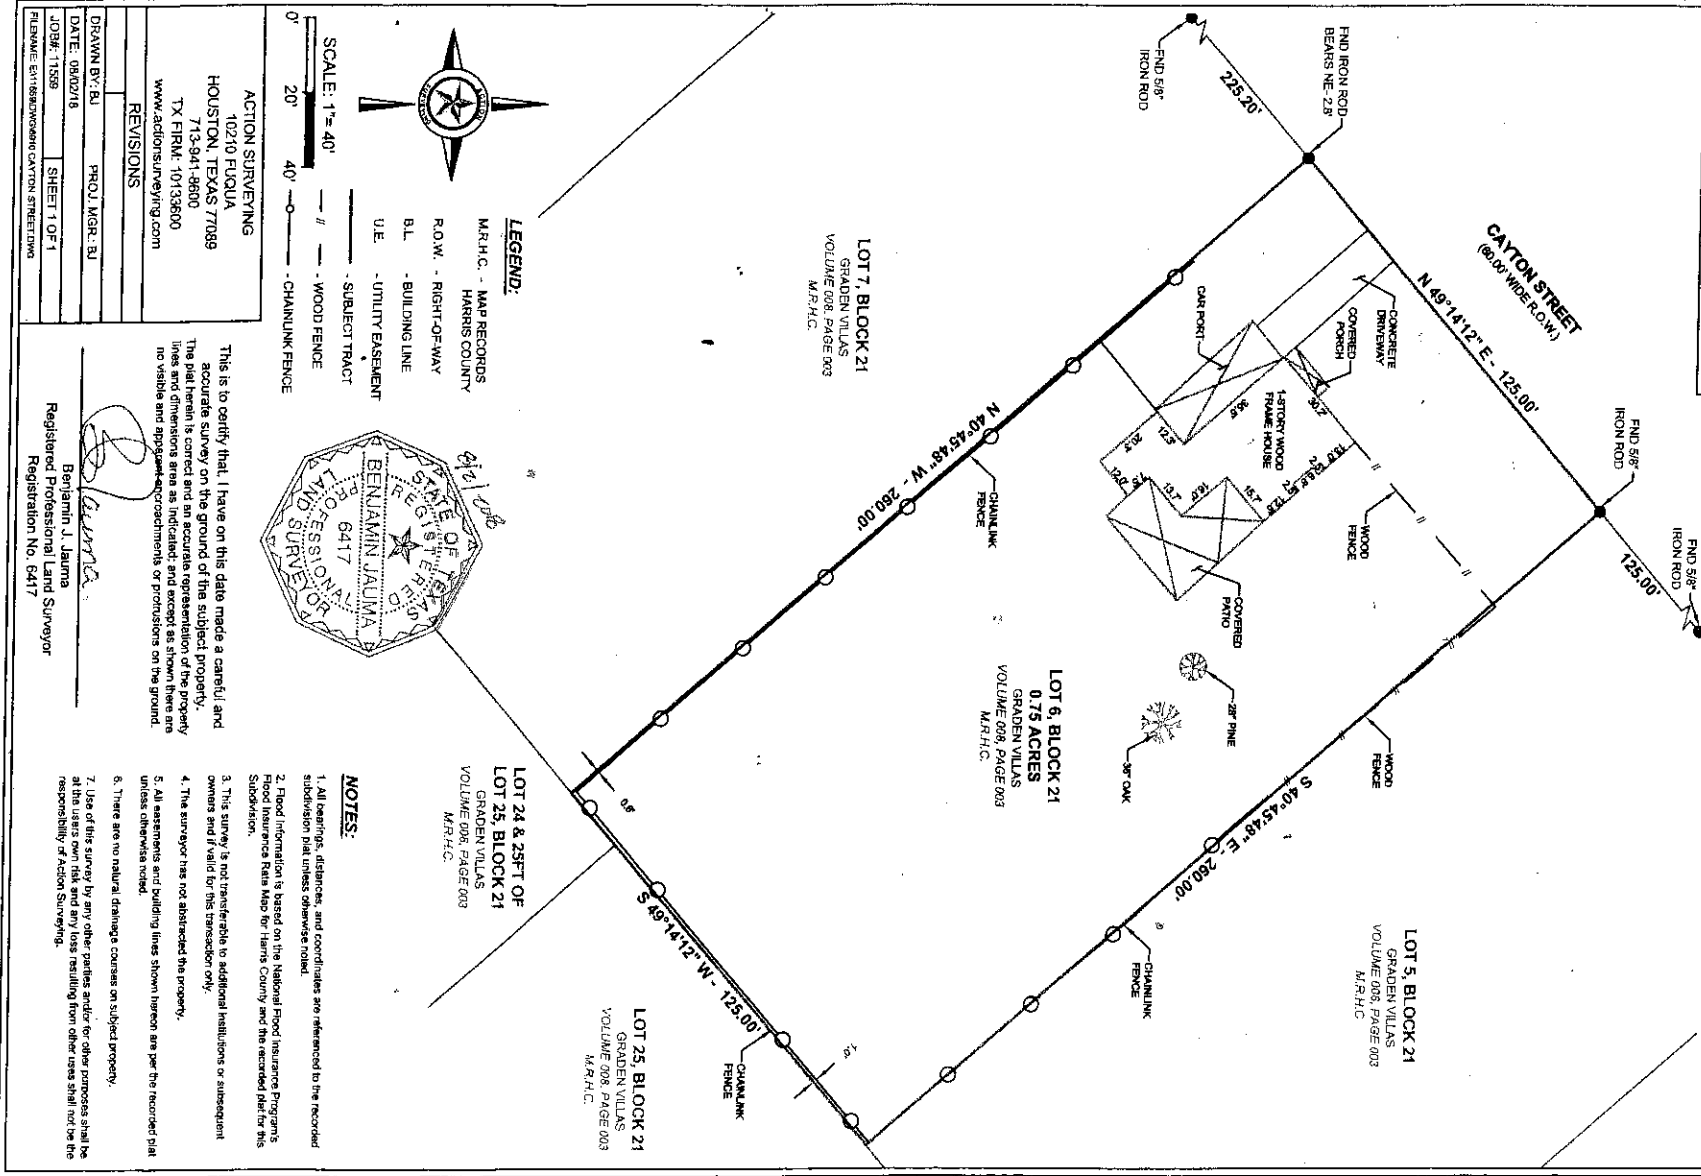 CAYTON STREET
(60.00' WIDE R.O.W.)
N 49°14'12" E - 125.00'
FND 5/8"
IRON ROD
225.20'
FND IRON ROD
BEARS NE- 2.8'
FND 5/8"
IRON ROD
125.00'
FND 5/8"
IRON ROD
CONCRETE
DRIVEWAY
COVERED
PORCH
CAR PORT
1-STORY WOOD
FRAME HOUSE
30.2'
12.3'
20.3'
12.0'
13.7'
16.0'
15.7'
WOOD
FENCE
COVERED
PATIO
28" PINE
36" OAK
WOOD
FENCE
S 40°45'48" E - 260.00'
CHAINLINK
FENCE
N 40°45'48" W - 260.00'
CHAINLINK
FENCE
S 49°14'12" W - 125.00'
CHAINLINK
FENCE
LOT 7, BLOCK 21
GRADEN VILLAS
VOLUME 008, PAGE 003
M.R.H.C.
LOT 6, BLOCK 21
0.75 ACRES
GRADEN VILLAS
VOLUME 008, PAGE 003
M.R.H.C.
LOT 5, BLOCK 21
GRADEN VILLAS
VOLUME 008, PAGE 003
M.R.H.C
LOT 24 & 25FT OF
LOT 25, BLOCK 21
GRADEN VILLAS
VOLUME 008, PAGE 003
M.R.H.C.
LOT 25, BLOCK 21
GRADEN VILLAS
VOLUME 008, PAGE 003
M.R.H.C.
LEGEND:
M.R.H.C. - MAP RECORDS
HARRIS COUNTY
R.O.W. - RIGHT-OF-WAY
B.L. - BUILDING LINE
U.E. - UTILITY EASEMENT
- SUBJECT TRACT
// - WOOD FENCE
- CHAINLINK FENCE
SCALE: 1"= 40'
0' 20' 40'
ACTION SURVEYING
10210 FUQUA
HOUSTON, TEXAS 77089
713-941-8600
TX FIRM: 10133600
www.actionsurveying.com
REVISIONS
DRAWN BY: BJ PROJ. MGR.: BJ
DATE: 08/02/18
JOB#: 11589 SHEET 1 OF 1
STATE OF TEXAS
REGISTERED
BENJAMIN JAUMA
6417
PROFESSIONAL
LAND SURVEYOR
This is to certify that, I have on this date made a careful and
accurate survey on the ground of the subject property.
The plat herein is correct and an accurate representation of the property
lines and dimensions area as indicated; and except as shown there are
no visible and apparent encroachments or protrusions on the ground.
Benjamin J. Jauma
Registered Professional Land Surveyor
Registration No. 6417
NOTES:
1. All bearings, distances, and coordinates are referenced to the recorded
subdivision plat unless otherwise noted.
2. Flood Information is based on the National Flood Insurance Program's
Flood Insurance Rate Map for Harris County and the recorded plat for this
Subdivision.
3. This survey is not transferable to additional institutions or subsequent
owners and if valid for this transaction only.
4. The surveyor has not abstracted the property.
5. All easements and building lines shown hereon are per the recorded plat
unless otherwise noted.
6. There are no natural drainage courses on subject property.
7. Use of this survey by any other parties and/or for other purposes shall be
at the users own risk and any loss resulting from other uses shall not be the
responsibility of Action Surveying.